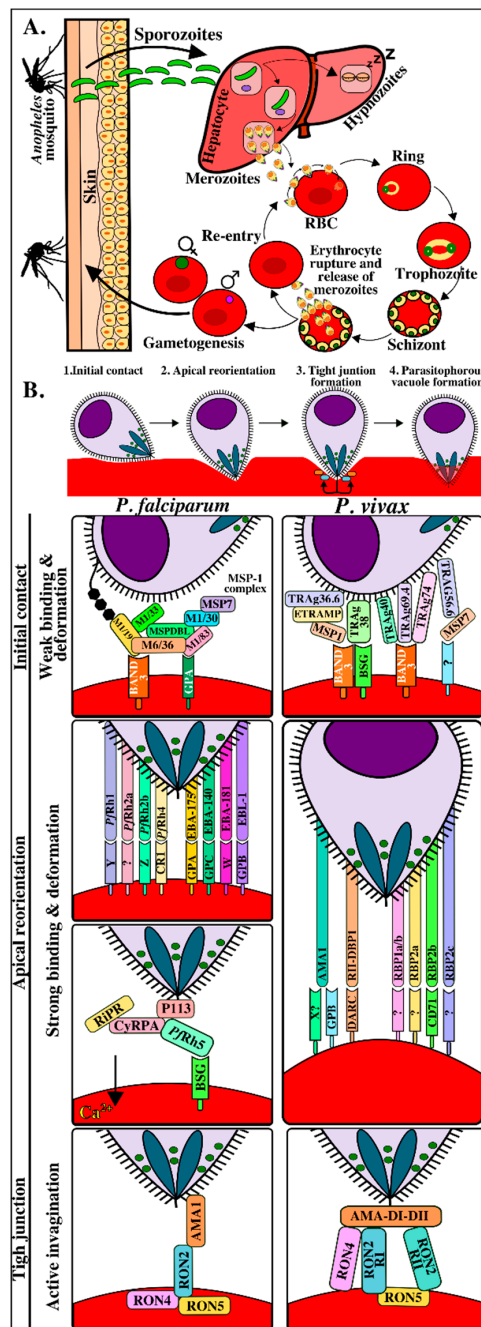 A.
Sporozoites
Anopheles
mosquito
Skin
Hepatocyte
z z z
Hypnozoites
Merozoites
RBC
Ring
Trophozoite
Schizont
Erythrocyte
rupture and
release of
merozoites
Re-entry
♀
♂
Gametogenesis
B.
1.Initial contact
2. Apical reorientation
3. Tight juntion
formation
4. Parasitophorous
vacuole formation
P. falciparum
P. vivax
Initial contact
Weak binding &
deformation
MSP-1
complex
M1/19
M1/33
MSPDBL
M6/36
M1/30
MSP7
M1/83
BAND
3
GPA
TRAg36.6
ETRAMP
MSP1
TRAg
38
TRAg40
TRAg69.4
TRAg74
TRAG56.6
MSP7
BAND
3
BSG
BAND
3
?
Apical reorientation
Strong binding & deformation
PfRh1
PfRh2a
PfRh2b
PfRh4
EBA-175
EBA-140
EBA-181
EBL-1
Y
?
Z
CR1
GPA
GPC
W
GPB
AMA1
RII-DBP1
RBP1a/b
RBP2a
RBP2b
RBP2c
X?
GPB
DARC
?
?
CD71
?
P113
RiPR
CyRPA
PfRh5
BSG
Ca2+
Tigh junction
Active invagination
AMA1
RON2
RON4
RON5
AMA-DI-DII
RON4
RON2
RI
RON2
RII
RON5